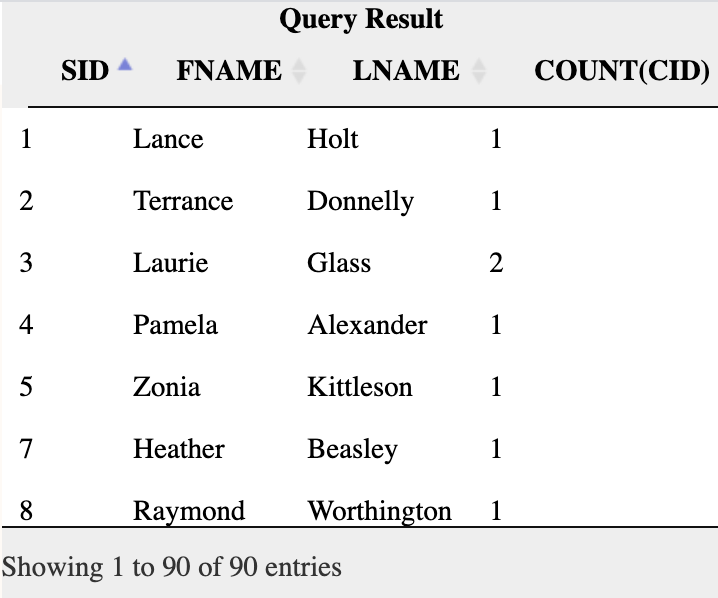 Query Result
SID FNAME LNAME COUNT(CID)
1 Lance Holt 1
2 Terrance Donnelly 1
3 Laurie Glass 2
4 Pamela Alexander 1
5 Zonia Kittleson 1
7 Heather Beasley 1
8 Raymond Worthington 1
Showing 1 to 90 of 90 entries